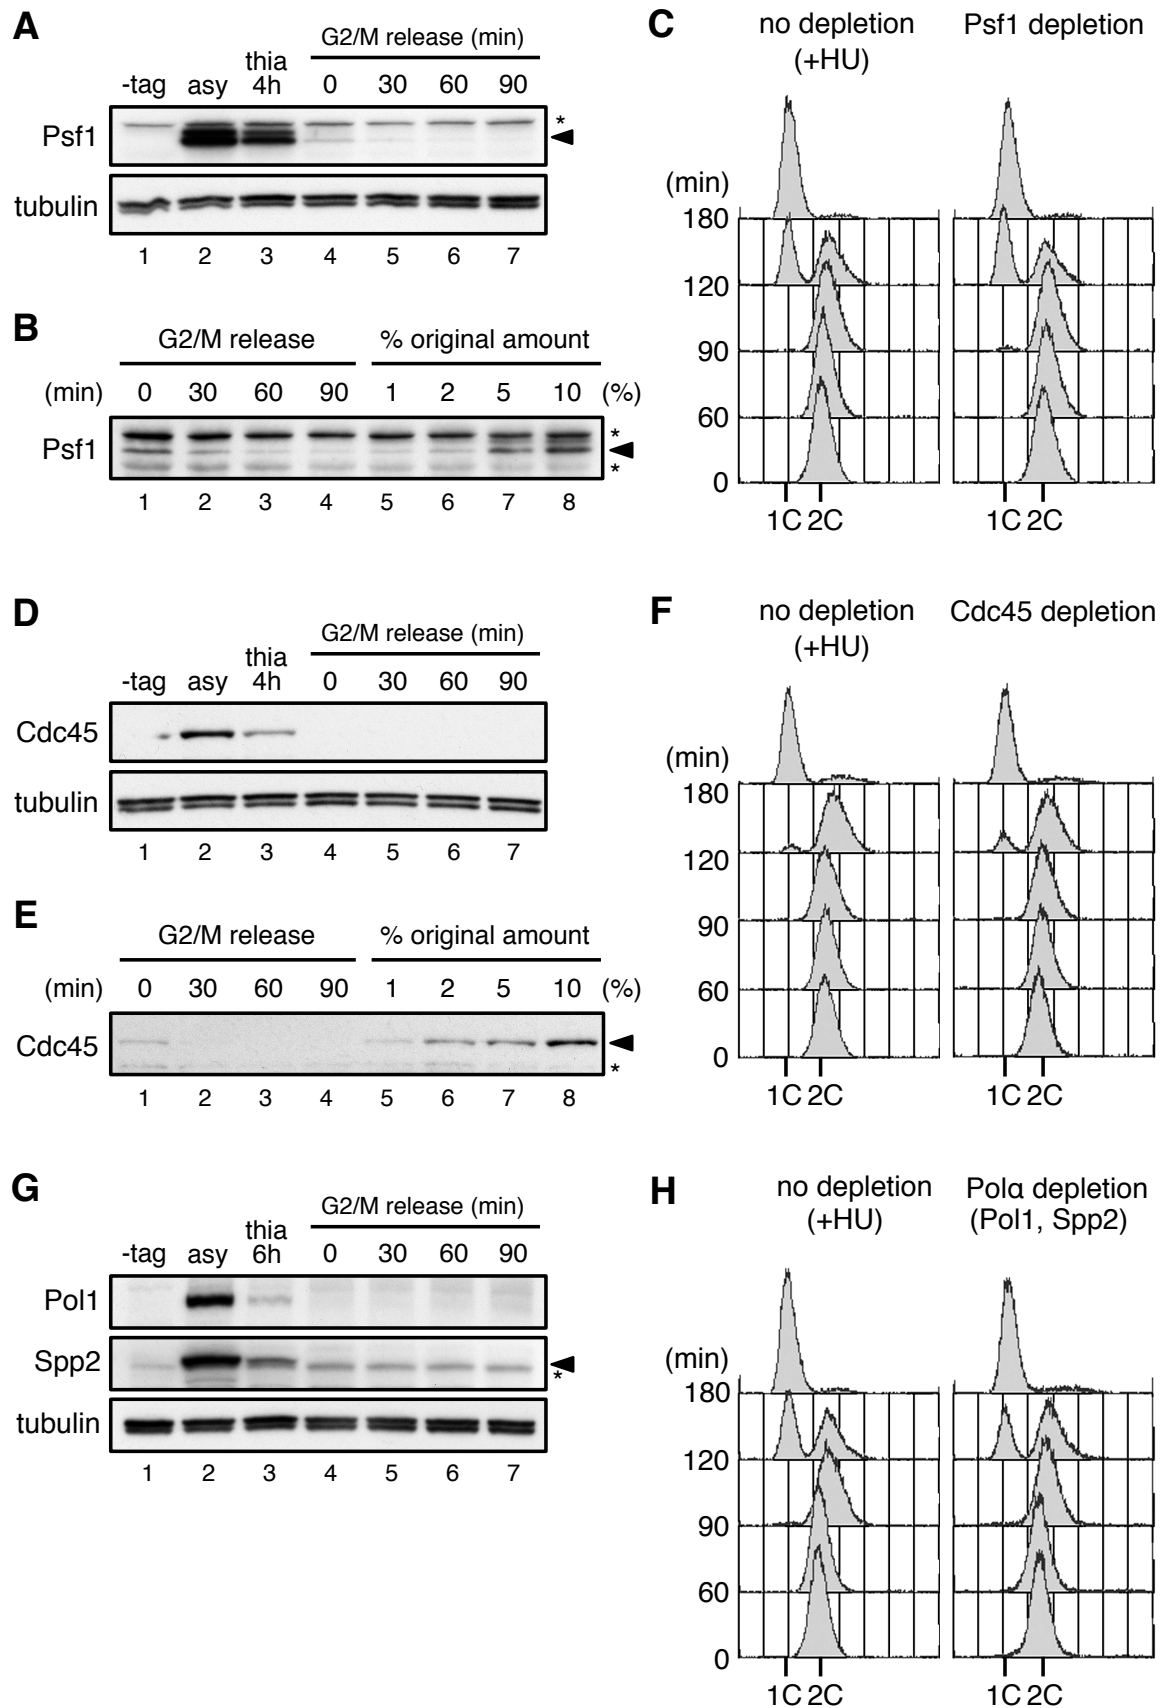 A
G2/M release (min)
thia
-tag asy 4h 0 30 60 90
Psf1
*
tubulin
1 2 3 4 5 6 7
B
G2/M release % original amount
(min) 0 30 60 90 1 2 5 10 (%)
Psf1
*
*
1 2 3 4 5 6 7 8
C
no depletion Psf1 depletion
(+HU)
(min)
180
120
90
60
0
1C 2C 1C 2C
D
G2/M release (min)
thia
-tag asy 4h 0 30 60 90
Cdc45
tubulin
1 2 3 4 5 6 7
E
G2/M release % original amount
(min) 0 30 60 90 1 2 5 10 (%)
Cdc45
*
1 2 3 4 5 6 7 8
F
no depletion Cdc45 depletion
(+HU)
(min)
180
120
90
60
0
1C 2C 1C 2C
G
G2/M release (min)
thia
-tag asy 6h 0 30 60 90
Pol1
Spp2
*
tubulin
1 2 3 4 5 6 7
H
no depletion Polα depletion
(+HU) (Pol1, Spp2)
(min)
180
120
90
60
0
1C 2C 1C 2C